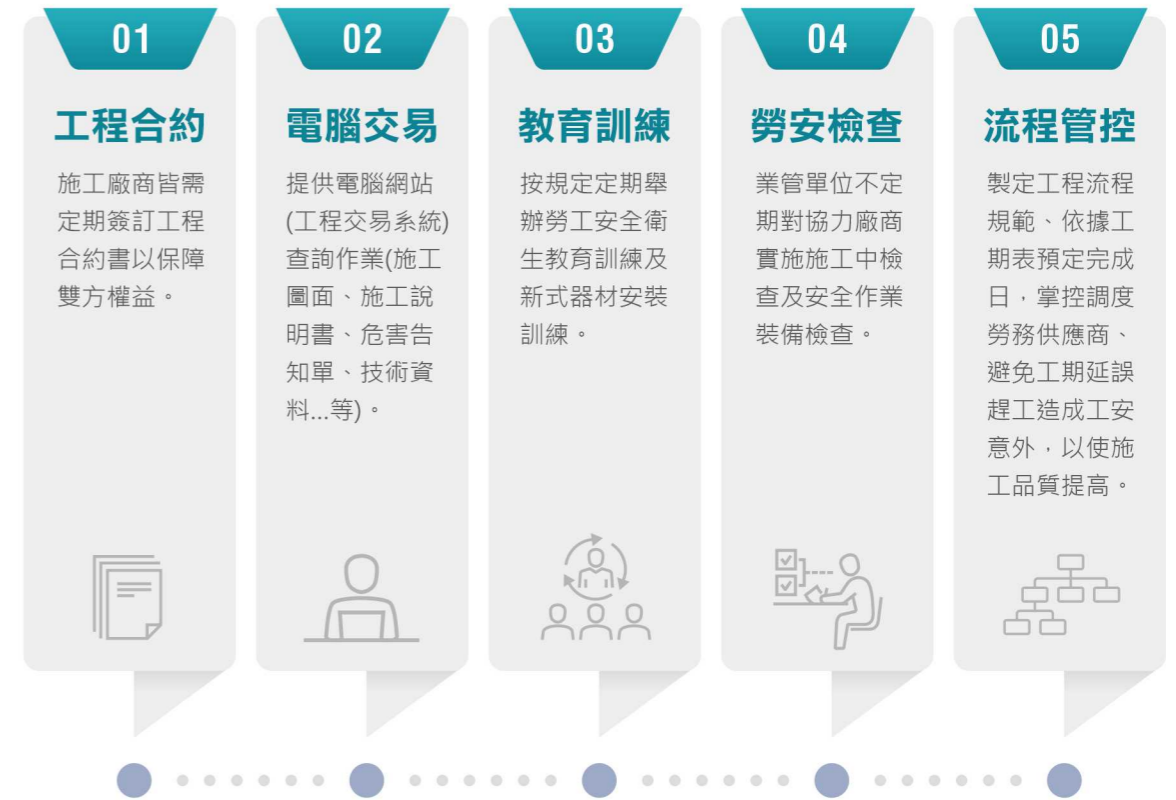 01
工程合約
施工廠商皆需
定期簽訂工程
合約書以保障
雙方權益。
02
電腦交易
提供電腦網站
(工程交易系統)
查詢作業(施工
圖面、施工說
明書、危害告
知單、技術資
料...等)。
03
教育訓練
按規定定期舉
辦勞工安全衛
生教育訓練及
新式器材安裝
訓練。
04
勞安檢查
業管單位不定
期對協力廠商
實施施工中檢
查及安全作業
裝備檢查。
05
流程管控
製定工程流程
規範、依據工
期表預定完成
日，掌控調度
勞務供應商、
避免工期延誤
趕工造成工安
意外，以使施
工品質提高。